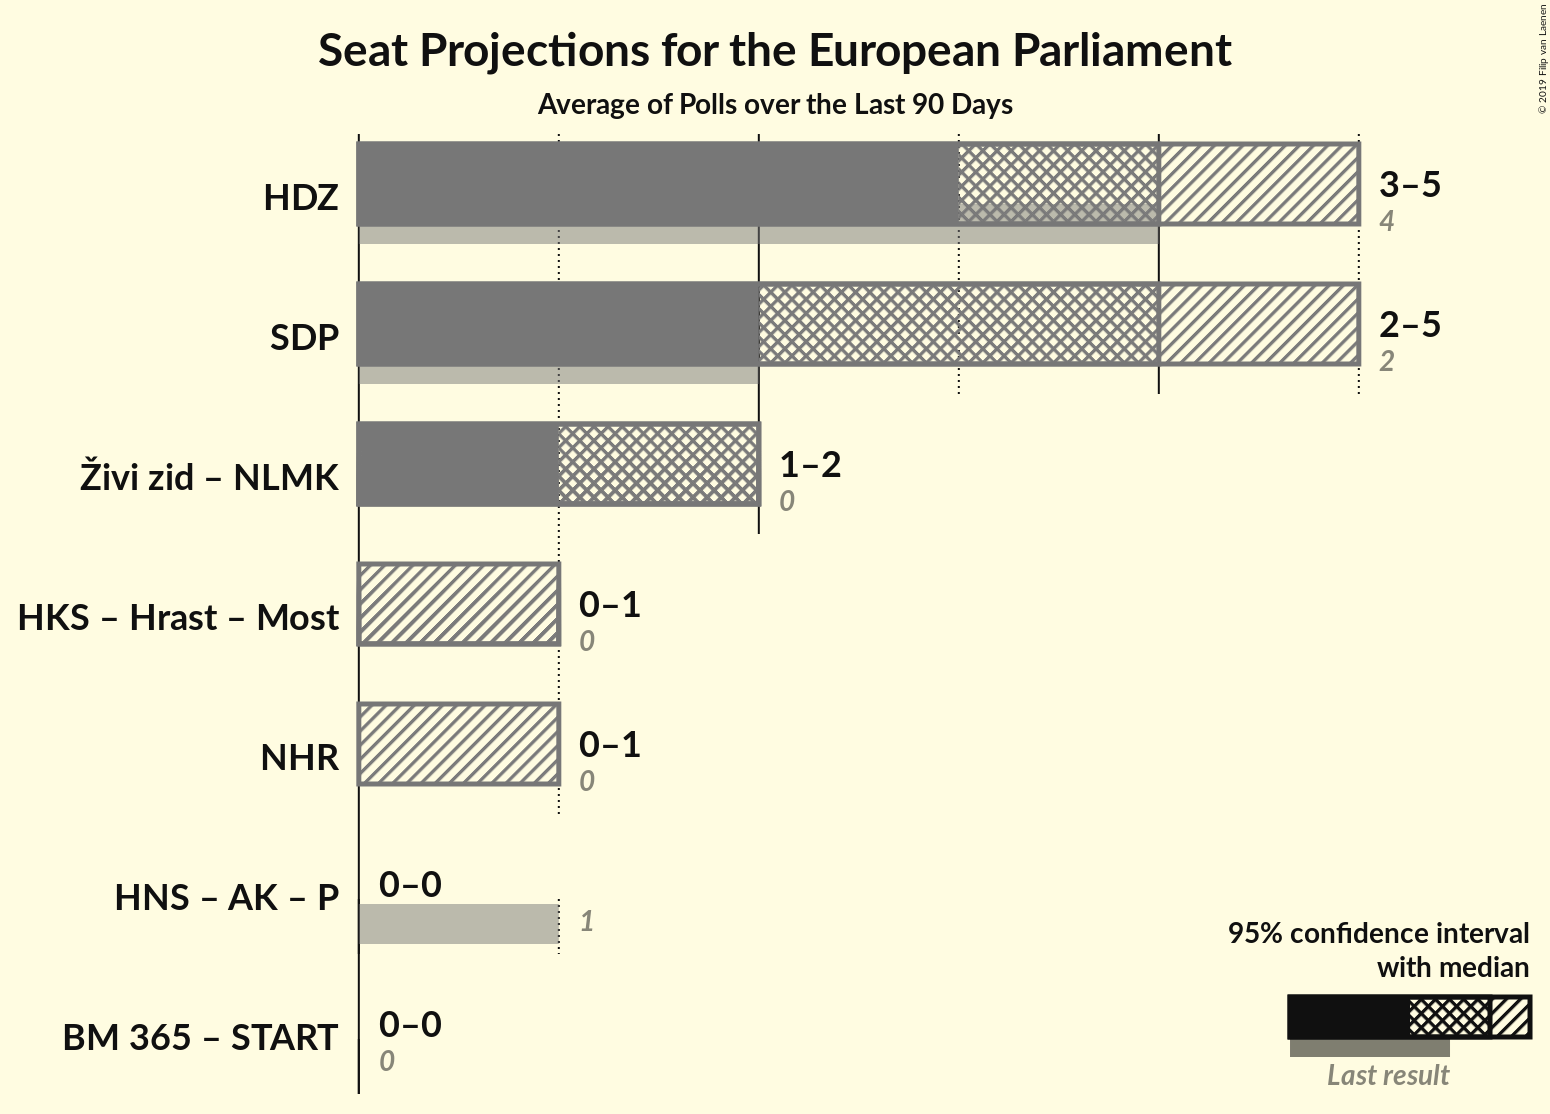 Seat Projections for the European Parliament
Average of Polls over the Last 90 Days
© 2019 Filip van Laenen
HDZ
3–5
4
SDP
2–5
2
Živi zid – NLMK
1–2
0
HKS – Hrast – Most
0–1
0
NHR
0–1
0
HNS – AK – P
0–0
1
BM 365 – START
0–0
0
95% confidence interval
with median
Last result